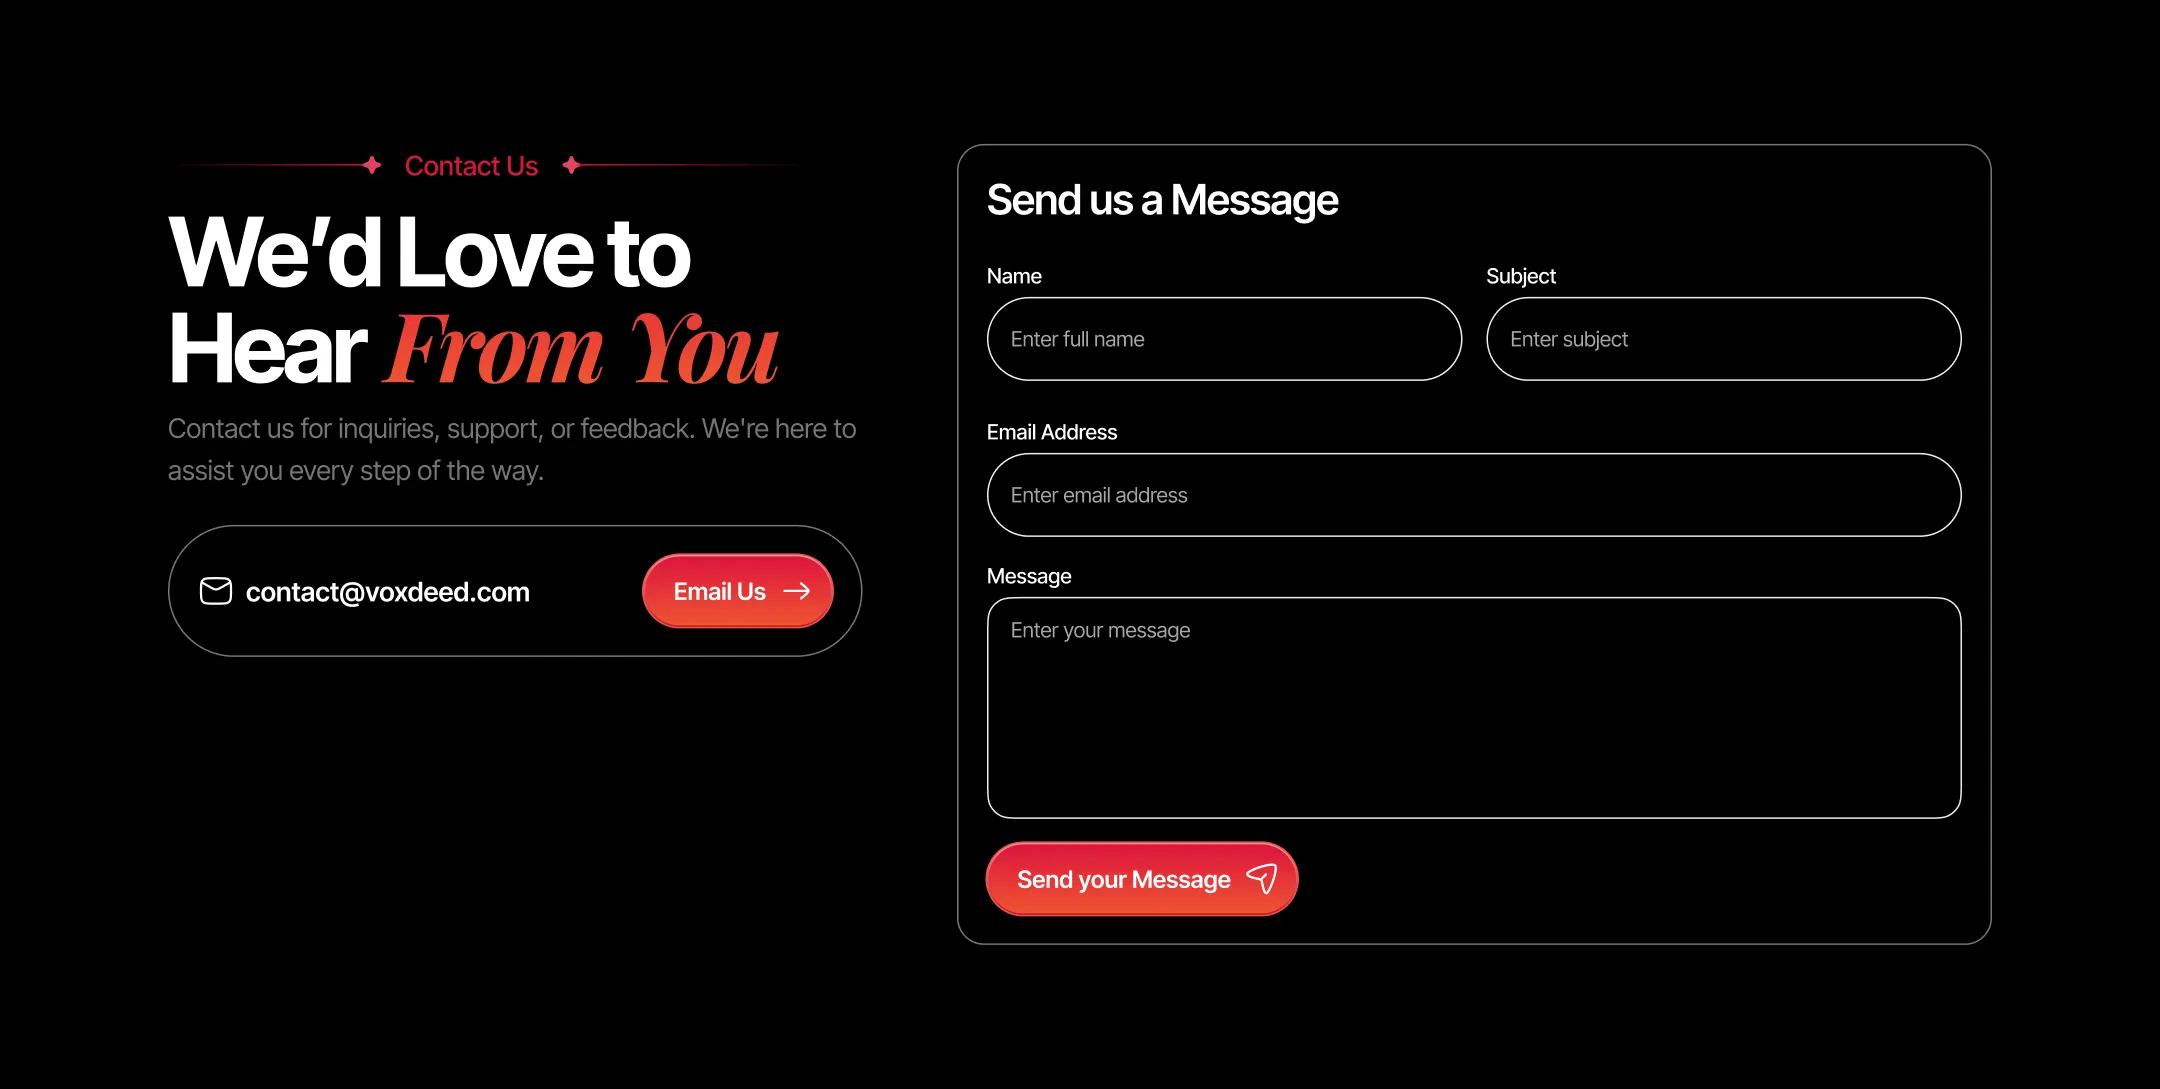 Contact Us
We’d Love to
Hear From You
Contact us for inquiries, support, or feedback. We're here to
assist you every step of the way.
contact@voxdeed.com
Email Us
Send us a Message
Name
Enter full name
Subject
Enter subject
Email Address
Enter email address
Message
Enter your message
Send your Message